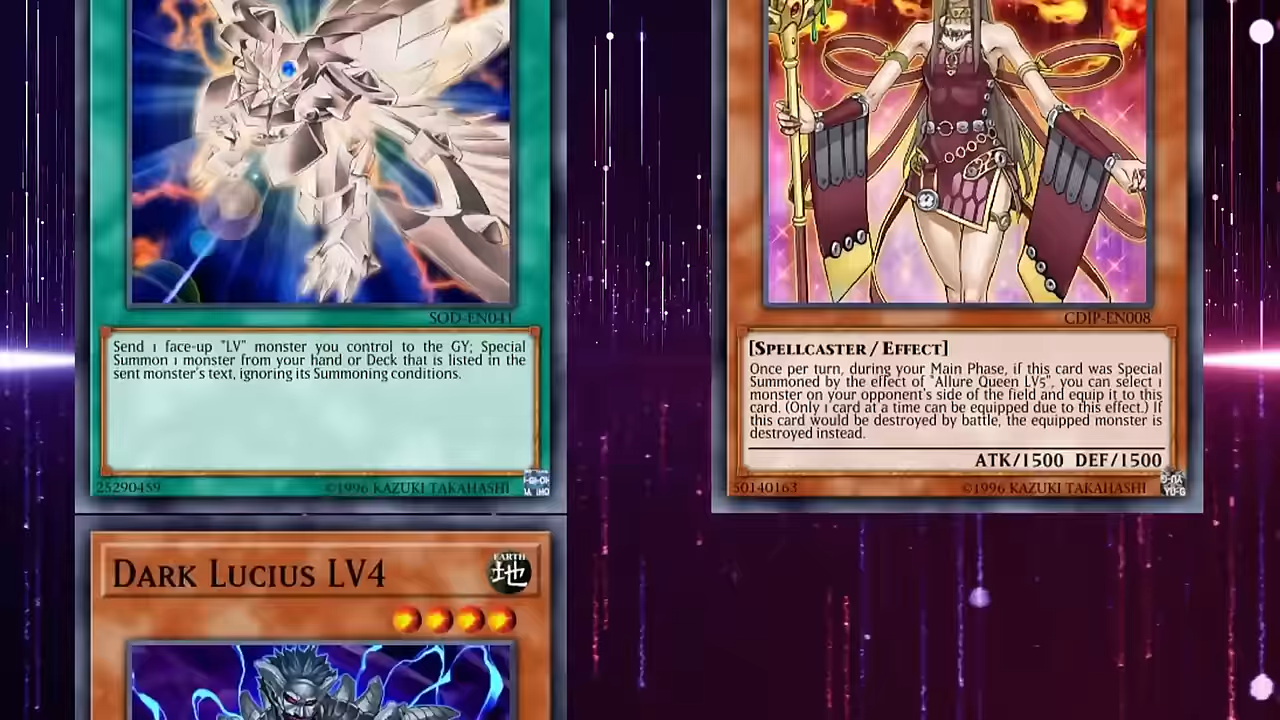 SOD-EN041
Send 1 face-up "LV" monster you control to the GY; Special
Summon 1 monster from your hand or Deck that is listed in the
sent monster's text, ignoring its Summoning conditions.
25290459
©1996 KAZUKI TAKAHASHI
DARK LUCIUS LV4
EARTH
地
CDIP-EN008
[SPELLCASTER/EFFECT]
Once per turn, during your Main Phase, if this card was Special
Summoned by the effect of "Allure Queen LV5", you can select 1
monster on your opponent's side of the field and equip it to this
card. (Only 1 card at a time can be equipped due to this effect.) If
this card would be destroyed by battle, the equipped monster is
destroyed instead.
ATK/1500 DEF/1500
50140163
©1996 KAZUKI TAKAHASHI